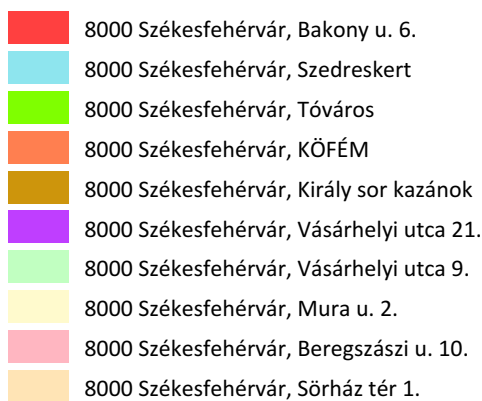 8000 Székesfehérvár, Bakony u. 6.
8000 Székesfehérvár, Szedreskert
8000 Székesfehérvár, Tóváros
8000 Székesfehérvár, KÖFÉM
8000 Székesfehérvár, Király sor kazánok
8000 Székesfehérvár, Vásárhelyi utca 21.
8000 Székesfehérvár, Vásárhelyi utca 9.
8000 Székesfehérvár, Mura u. 2.
8000 Székesfehérvár, Beregszászi u. 10.
8000 Székesfehérvár, Sörház tér 1.